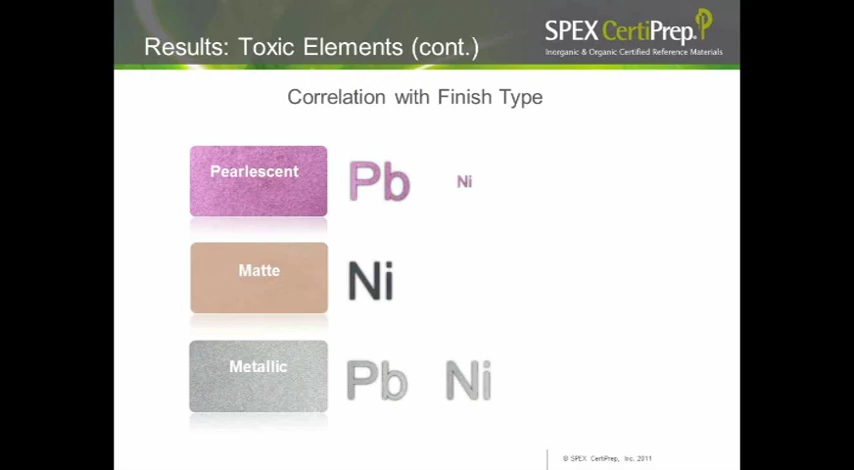 Results: Toxic Elements (cont.)
SPEX CertiPrep.
Inorganic & Organic Certified Reference Materials
Correlation with Finish Type
Pearlescent Pb Ni
Matte Ni
Metallic Pb Ni
© SPEX CertiPrep, Inc. 2011